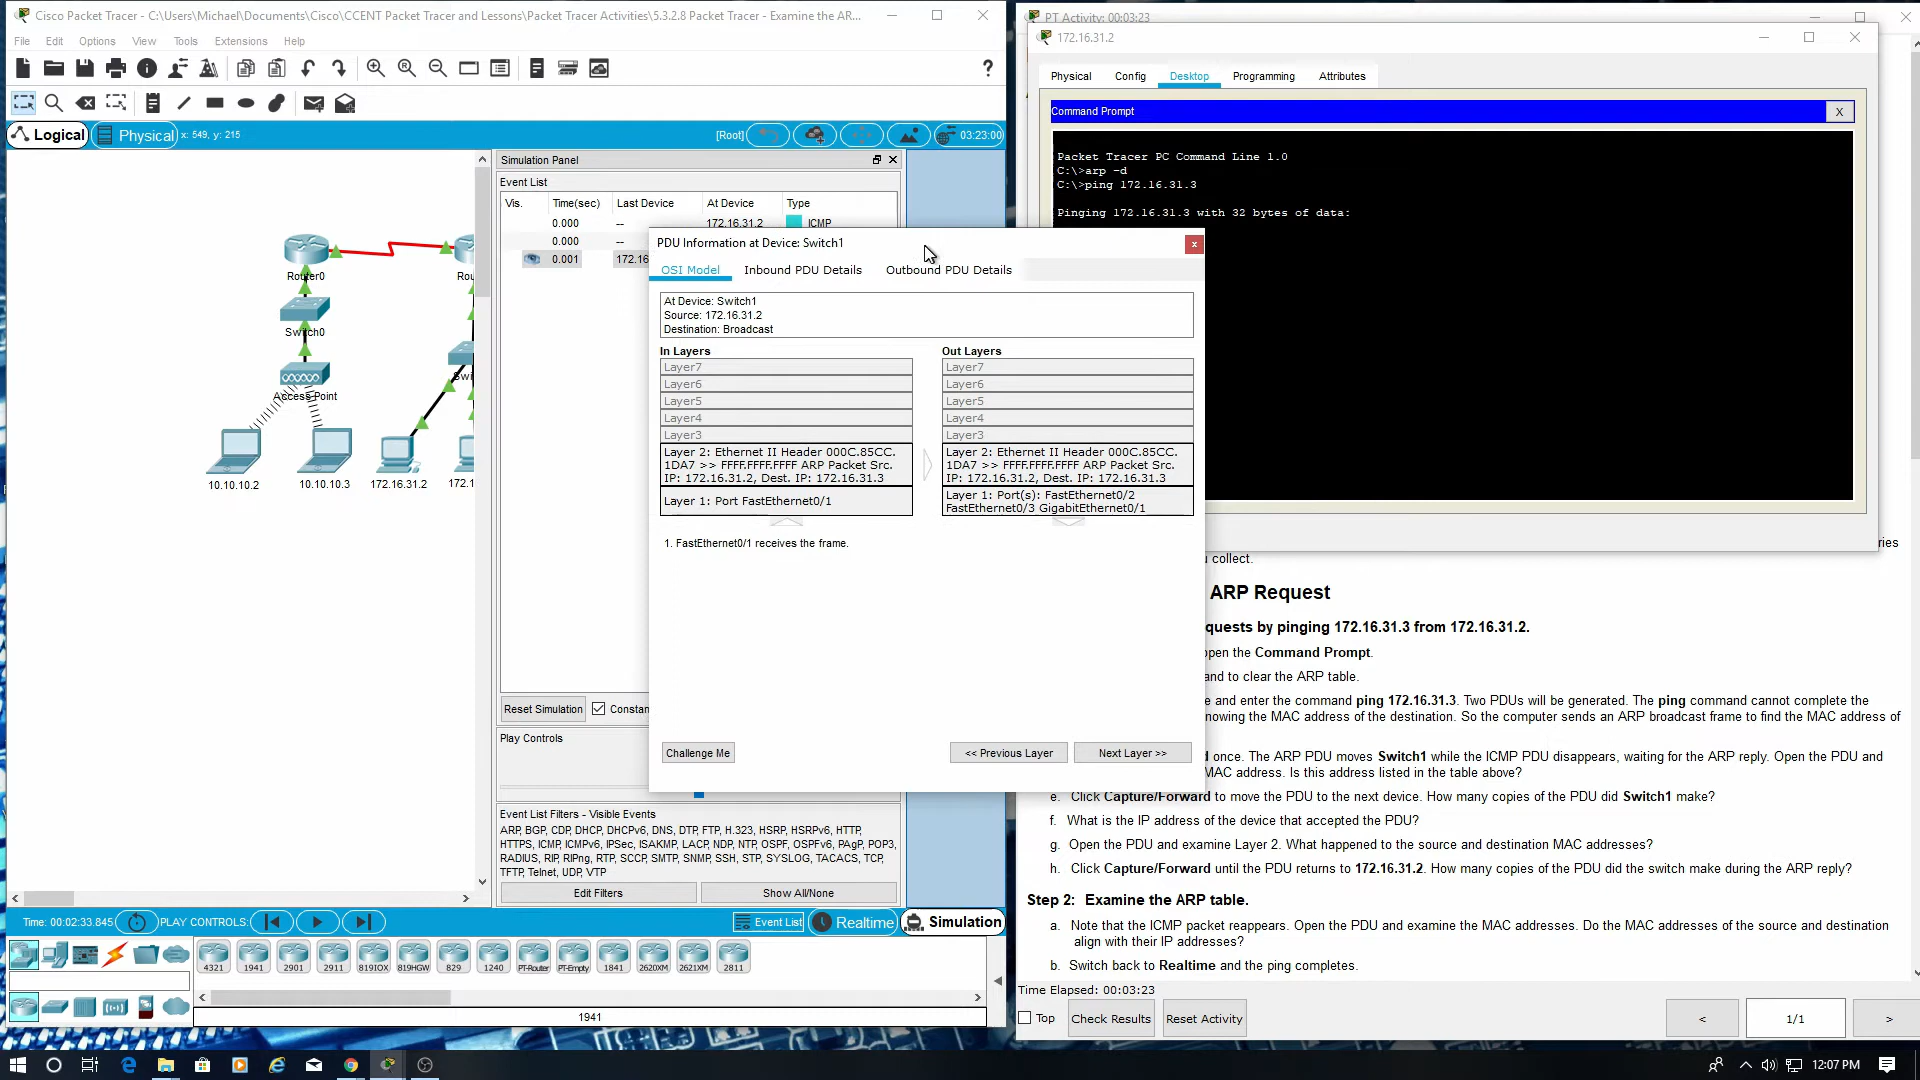 Cisco Packet Tracer - C:\Users\Michael\Documents\Cisco\CCENT Packet Tracer and Lessons\Packet Tracer Activities\5.3.2.8 Packet Tracer - Examine the AR...
File Edit Options View Tools Extensions Help
Logical Physical x: 549, y: 215 [Root] 03:23:00
Router0
Rou
Switch0
Swi
Access Point
10.10.10.2 10.10.10.3 172.16.31.2 172.1
Simulation Panel
Event List
Vis. Time(sec) Last Device At Device Type
0.000 -- 172.16.31.2 ICMP
0.000 --
0.001 172.16
Reset Simulation Constan
Play Controls
Event List Filters - Visible Events
ARP, BGP, CDP, DHCP, DHCPv6, DNS, DTP, FTP, H.323, HSRP, HSRPv6, HTTP,
HTTPS, ICMP, ICMPv6, IPSec, ISAKMP, LACP, NDP, NTP, OSPF, OSPFv6, PAgP, POP3,
RADIUS, RIP, RIPng, RTP, SCCP, SMTP, SNMP, SSH, STP, SYSLOG, TACACS, TCP,
TFTP, Telnet, UDP, VTP
Edit Filters Show All/None
Time: 00:02:33.845 PLAY CONTROLS: Event List Realtime Simulation
4321 1941 2901 2911 819IOX 819HGW 829 1240 PT-Router PT-Empty 1841 2620XM 2621XM 2811
1941
PDU Information at Device: Switch1
OSI Model Inbound PDU Details Outbound PDU Details
At Device: Switch1
Source: 172.16.31.2
Destination: Broadcast
In Layers
Layer7
Layer6
Layer5
Layer4
Layer3
Layer 2: Ethernet II Header 000C.85CC.
1DA7 >> FFFF.FFFF.FFFF ARP Packet Src.
IP: 172.16.31.2, Dest. IP: 172.16.31.3
Layer 1: Port FastEthernet0/1
Out Layers
Layer7
Layer6
Layer5
Layer4
Layer3
Layer 2: Ethernet II Header 000C.85CC.
1DA7 >> FFFF.FFFF.FFFF ARP Packet Src.
IP: 172.16.31.2, Dest. IP: 172.16.31.3
Layer 1: Port(s): FastEthernet0/2
FastEthernet0/3 GigabitEthernet0/1
1. FastEthernet0/1 receives the frame.
Challenge Me << Previous Layer Next Layer >>
PT Activity: 00:03:23
172.16.31.2
Physical Config Desktop Programming Attributes
Command Prompt X
Packet Tracer PC Command Line 1.0
C:\>arp -d
C:\>ping 172.16.31.3
Pinging 172.16.31.3 with 32 bytes of data:
ries
collect.
ARP Request
quests by pinging 172.16.31.3 from 172.16.31.2.
open the Command Prompt.
and to clear the ARP table.
e and enter the command ping 172.16.31.3. Two PDUs will be generated. The ping command cannot complete the
nowing the MAC address of the destination. So the computer sends an ARP broadcast frame to find the MAC address of
d once. The ARP PDU moves Switch1 while the ICMP PDU disappears, waiting for the ARP reply. Open the PDU and
MAC address. Is this address listed in the table above?
e. Click Capture/Forward to move the PDU to the next device. How many copies of the PDU did Switch1 make?
f. What is the IP address of the device that accepted the PDU?
g. Open the PDU and examine Layer 2. What happened to the source and destination MAC addresses?
h. Click Capture/Forward until the PDU returns to 172.16.31.2. How many copies of the PDU did the switch make during the ARP reply?
Step 2: Examine the ARP table.
a. Note that the ICMP packet reappears. Open the PDU and examine the MAC addresses. Do the MAC addresses of the source and destination
align with their IP addresses?
b. Switch back to Realtime and the ping completes.
Time Elapsed: 00:03:23
Top Check Results Reset Activity < 1/1 >
12:07 PM